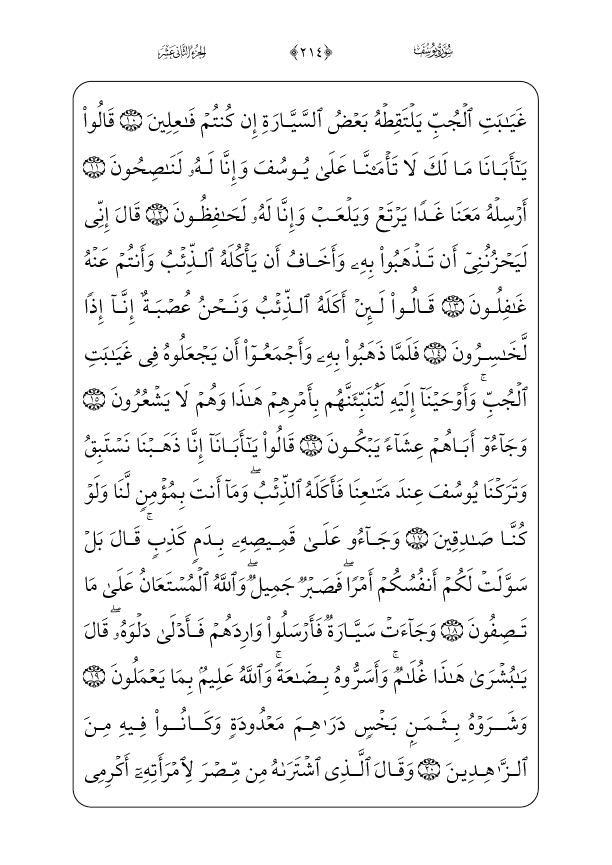 سُورَةُ يُوسُفَ ﴿٢١٤﴾ الجُزْءُ الثَّانِي عَشَرَ
غَيَٰبَتِ ٱلْجُبِّ يَلْتَقِطْهُ بَعْضُ ٱلسَّيَّارَةِ إِن كُنتُمْ فَٰعِلِينَ ١٠ قَالُوا۟
يَٰٓأَبَانَا مَا لَكَ لَا تَأْمَ۫نَّا عَلَىٰ يُوسُفَ وَإِنَّا لَهُۥ لَنَٰصِحُونَ ١١
أَرْسِلْهُ مَعَنَا غَدًا يَرْتَعْ وَيَلْعَبْ وَإِنَّا لَهُۥ لَحَٰفِظُونَ ١٢ قَالَ إِنِّى
لَيَحْزُنُنِىٓ أَن تَذْهَبُوا۟ بِهِۦ وَأَخَافُ أَن يَأْكُلَهُ ٱلذِّئْبُ وَأَنتُمْ عَنْهُ
غَٰفِلُونَ ١٣ قَالُوا۟ لَئِنْ أَكَلَهُ ٱلذِّئْبُ وَنَحْنُ عُصْبَةٌ إِنَّآ إِذًا
لَّخَٰسِرُونَ ١٤ فَلَمَّا ذَهَبُوا۟ بِهِۦ وَأَجْمَعُوٓا۟ أَن يَجْعَلُوهُ فِى غَيَٰبَتِ
ٱلْجُبِّ ۚ وَأَوْحَيْنَآ إِلَيْهِ لَتُنَبِّئَنَّهُم بِأَمْرِهِمْ هَٰذَا وَهُمْ لَا يَشْعُرُونَ ١٥
وَجَآءُوٓ أَبَاهُمْ عِشَآءً يَبْكُونَ ١٦ قَالُوا۟ يَٰٓأَبَانَآ إِنَّا ذَهَبْنَا نَسْتَبِقُ
وَتَرَكْنَا يُوسُفَ عِندَ مَتَٰعِنَا فَأَكَلَهُ ٱلذِّئْبُ ۖ وَمَآ أَنتَ بِمُؤْمِنٍ لَّنَا وَلَوْ
كُنَّا صَٰدِقِينَ ١٧ وَجَآءُو عَلَىٰ قَمِيصِهِۦ بِدَمٍ كَذِبٍ ۚ قَالَ بَلْ
سَوَّلَتْ لَكُمْ أَنفُسُكُمْ أَمْرًا ۖ فَصَبْرٌ جَمِيلٌ ۖ وَٱللَّهُ ٱلْمُسْتَعَانُ عَلَىٰ مَا
تَصِفُونَ ١٨ وَجَآءَتْ سَيَّارَةٌ فَأَرْسَلُوا۟ وَارِدَهُمْ فَأَدْلَىٰ دَلْوَهُۥ ۖ قَالَ
يَٰبُشْرَىٰ هَٰذَا غُلَٰمٌ ۚ وَأَسَرُّوهُ بِضَٰعَةً ۚ وَٱللَّهُ عَلِيمٌۢ بِمَا يَعْمَلُونَ ١٩
وَشَرَوْهُ بِثَمَنٍۭ بَخْسٍ دَرَٰهِمَ مَعْدُودَةٍ وَكَانُوا۟ فِيهِ مِنَ
ٱلزَّٰهِدِينَ ٢٠ وَقَالَ ٱلَّذِى ٱشْتَرَىٰهُ مِن مِّصْرَ لِٱمْرَأَتِهِۦٓ أَكْرِمِى